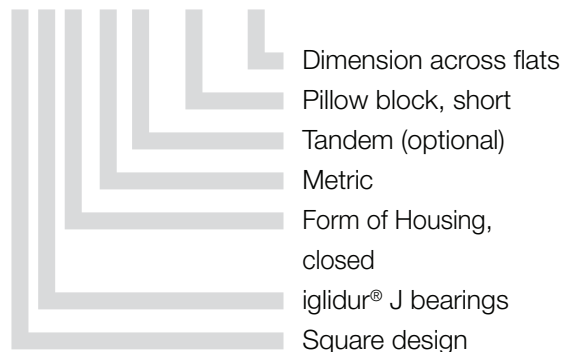 Dimension across flats
Pillow block, short
Tandem (optional)
Metric
Form of Housing,
closed
iglidur® J bearings
Square design